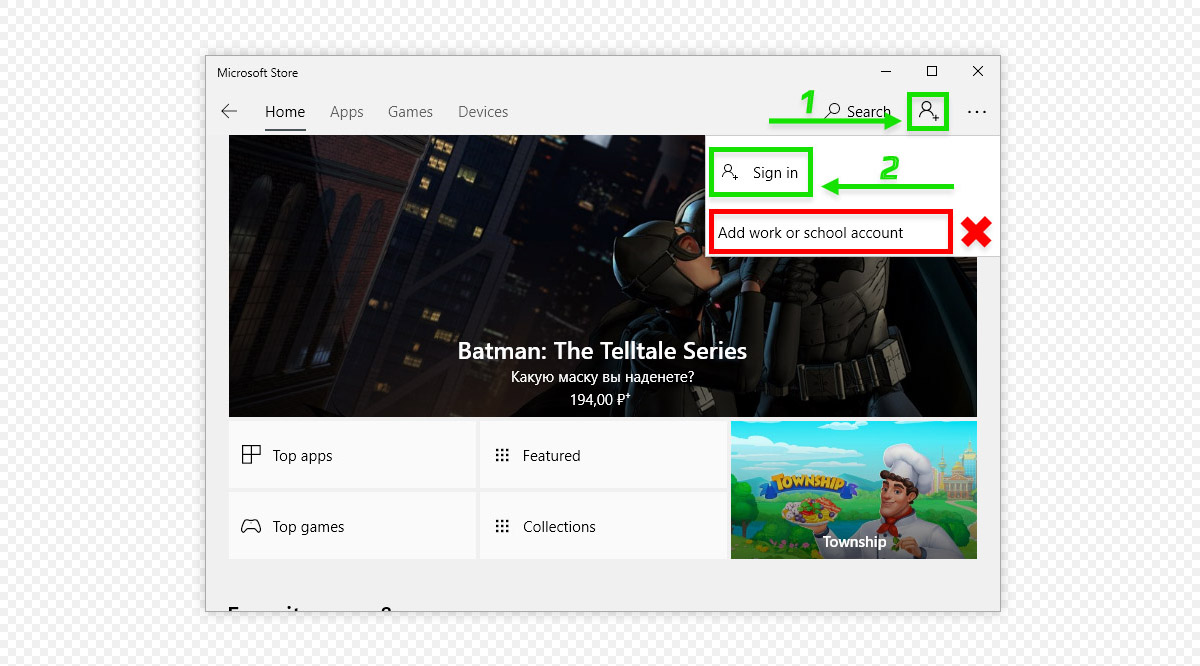 Microsoft Store
Home Apps Games Devices
1
Search
Sign in
2
Add work or school account
Batman: The Telltale Series
Какую маску вы наденете?
194,00 ₽⁺
Top apps
Featured
TOWNSHIP
Top games
Collections
Township